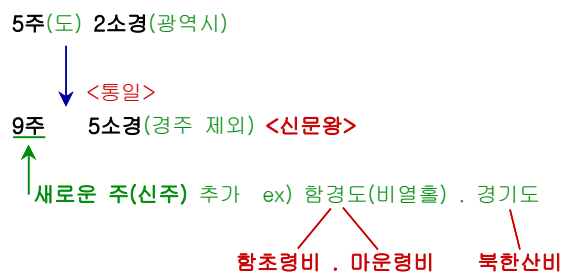 5주(도) 2소경(광역시)
<통일>
9주 5소경(경주 제외) <신문왕>
새로운 주(신주) 추가 ex) 함경도(비열홀) . 경기도
함초령비 . 마운령비 북한산비